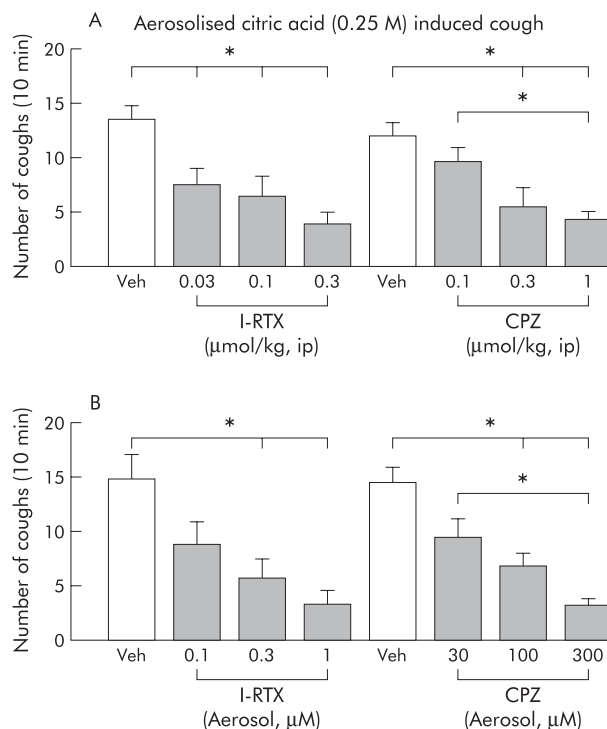 A Aerosolised citric acid (0.25 M) induced cough
Number of coughs (10 min)
20
15
10
5
0
* * *
Veh 0.03 0.1 0.3 Veh 0.1 0.3 1
I-RTX CPZ
(μmol/kg, ip) (μmol/kg, ip)
B
Number of coughs (10 min)
20
15
10
5
0
* * *
Veh 0.1 0.3 1 Veh 30 100 300
I-RTX CPZ
(Aerosol, μM) (Aerosol, μM)